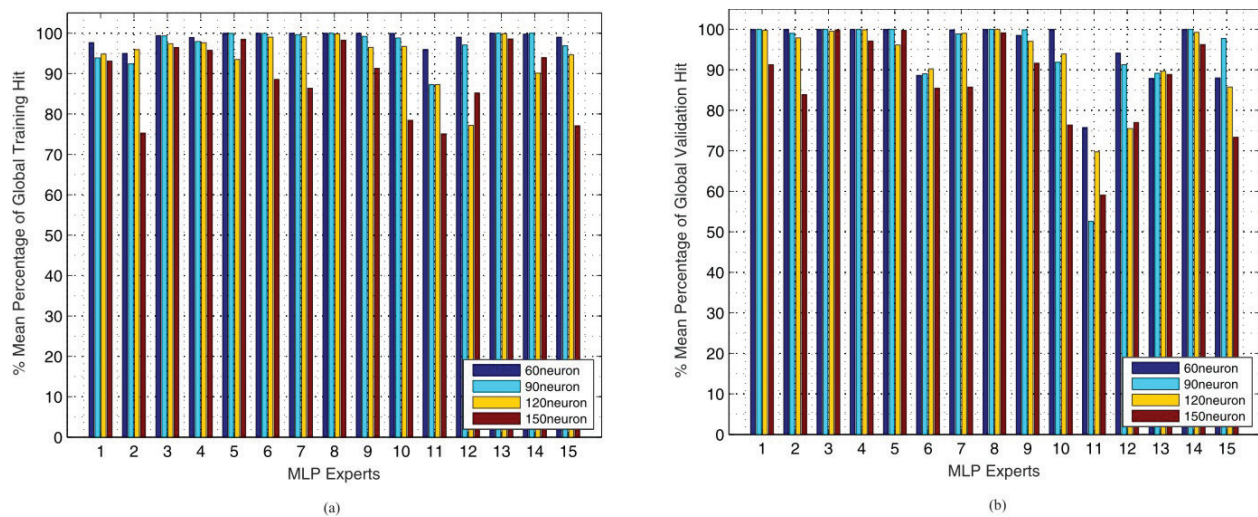 % Mean Percentage of Global Training Hit
100
90
80
70
60
50
40
30
20
10
0
1 2 3 4 5 6 7 8 9 10 11 12 13 14 15
MLP Experts
60neuron
90neuron
120neuron
150neuron
(a)
% Mean Percentage of Global Validation Hit
100
90
80
70
60
50
40
30
20
10
0
1 2 3 4 5 6 7 8 9 10 11 12 13 14 15
MLP Experts
60neuron
90neuron
120neuron
150neuron
(b)